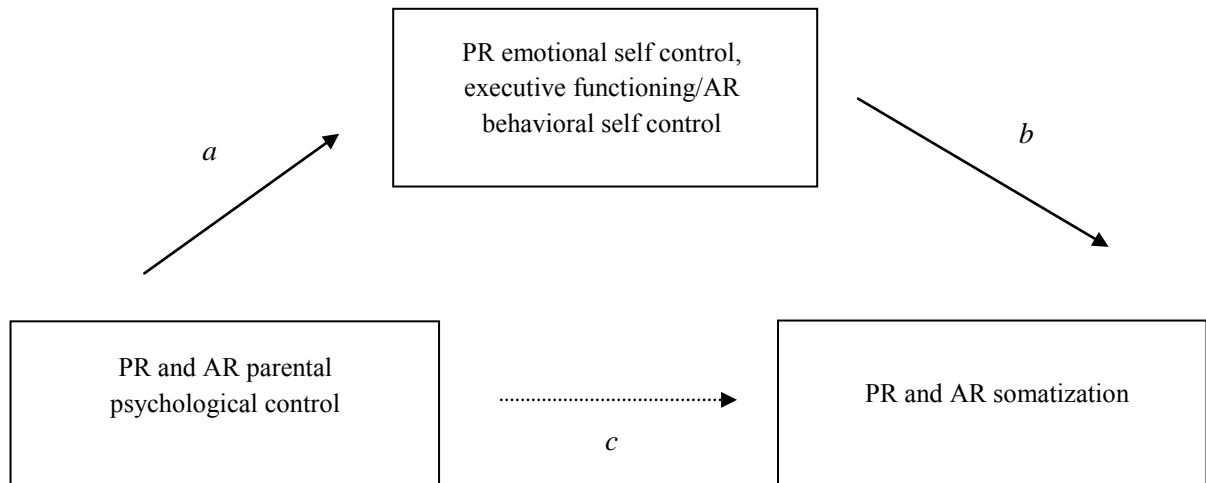 PR emotional self control,
executive functioning/AR
behavioral self control
a
b
PR and AR parental
psychological control
PR and AR somatization
c